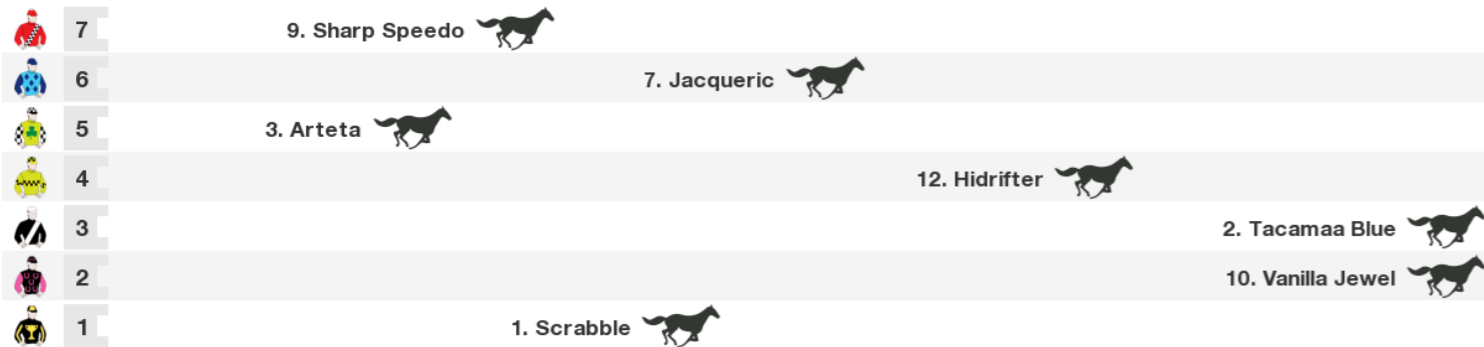 7 9. Sharp Speedo
6 7. Jacqueric
5 3. Arteta
4 12. Hidrifter
3 2. Tacamaa Blue
2 10. Vanilla Jewel
1 1. Scrabble